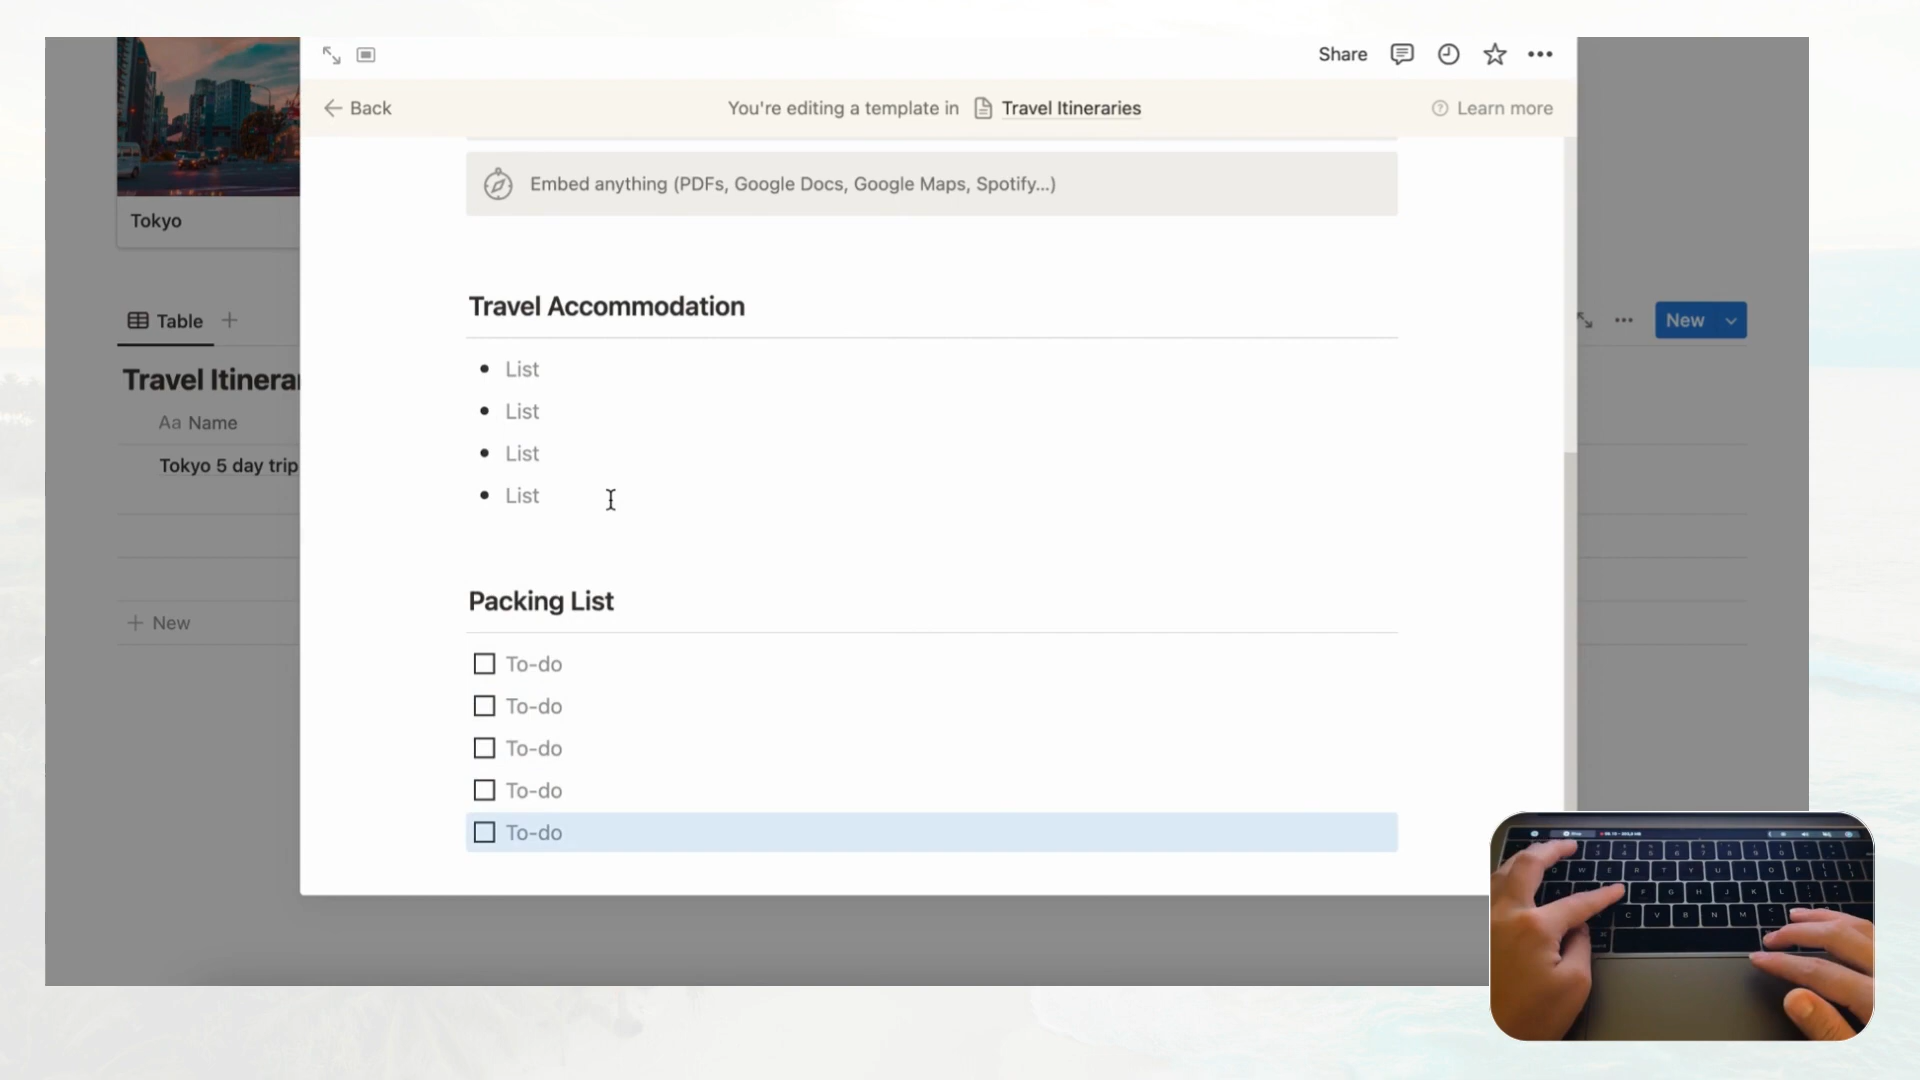 Share
Back
You're editing a template in Travel Itineraries
Learn more
Embed anything (PDFs, Google Docs, Google Maps, Spotify...)
Tokyo
Travel Accommodation
Table
New
List
Travel Itinerar
List
Aa Name
List
Tokyo 5 day trip
List
Packing List
New
To-do
To-do
To-do
To-do
To-do